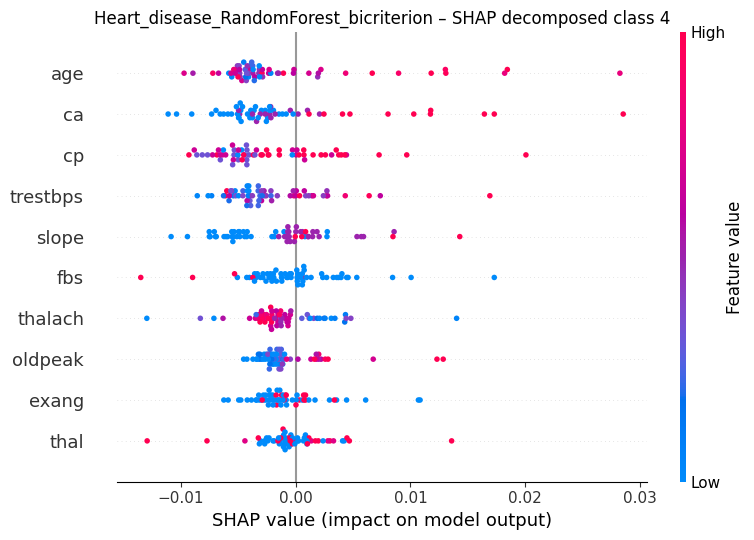 Heart_disease_RandomForest_bicriterion – SHAP decomposed class 4
High
age
ca
cp
trestbps
slope
fbs
thalach
oldpeak
exang
thal
Feature value
Low
−0.01 0.00 0.01 0.02 0.03
SHAP value (impact on model output)